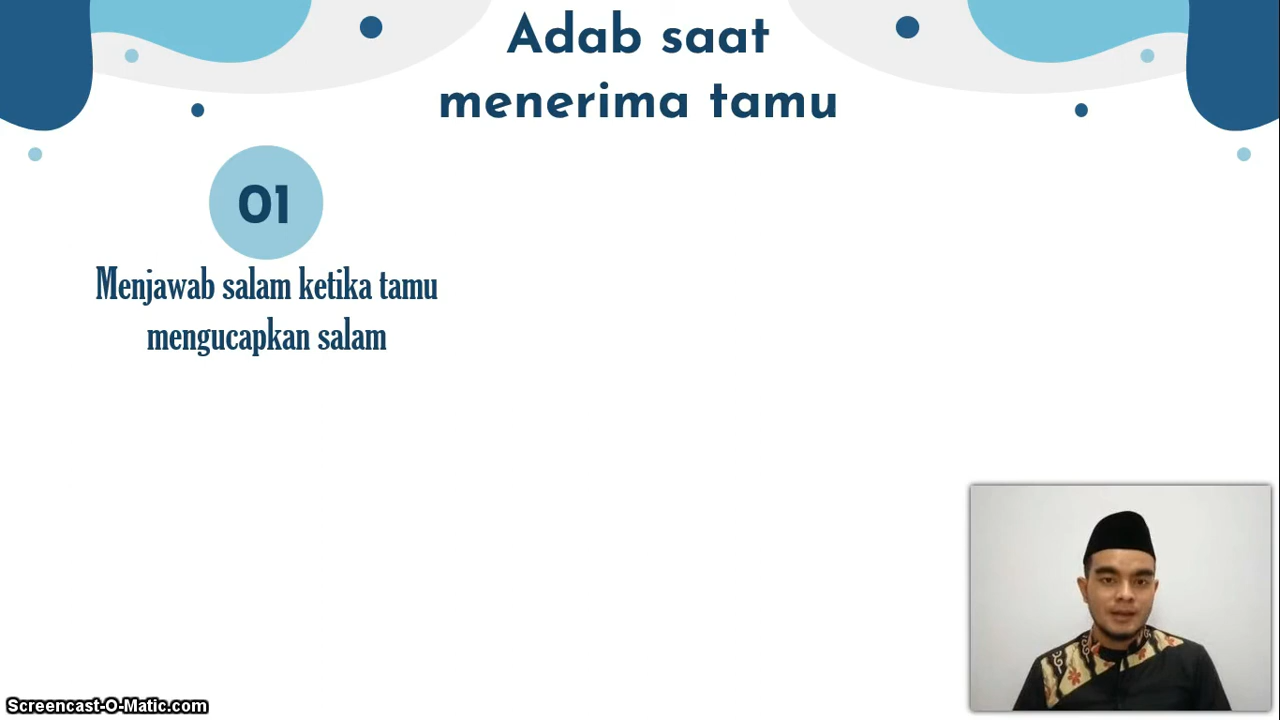 Adab saat
menerima tamu
01
Menjawab salam ketika tamu
mengucapkan salam
Screencast-O-Matic.com